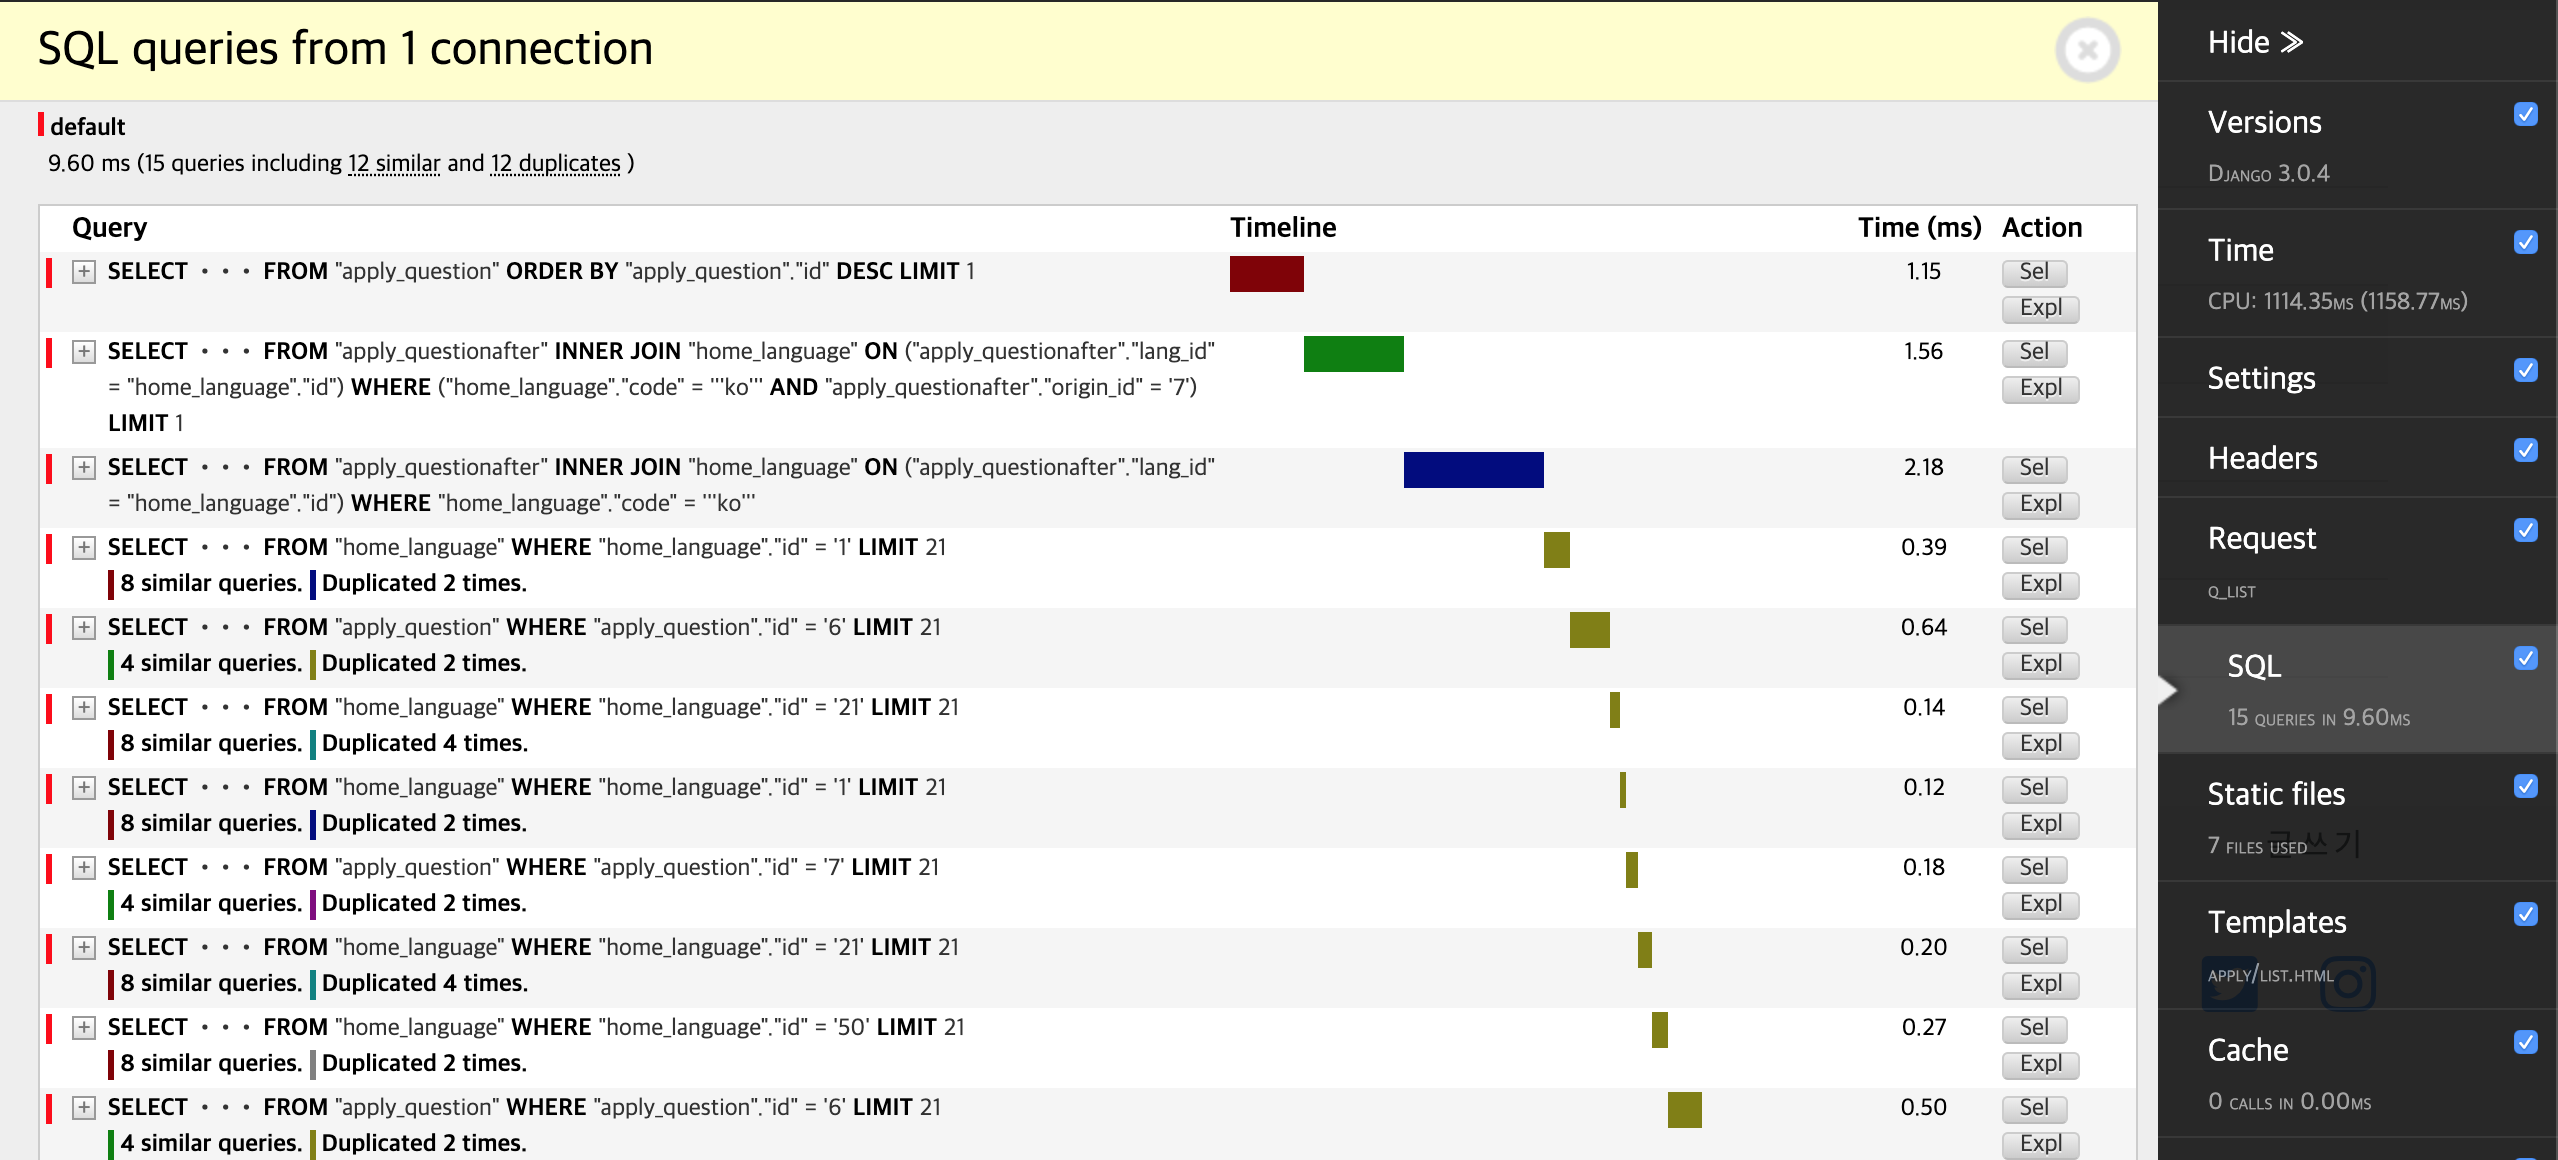 SQL queries from 1 connection
default
9.60 ms (15 queries including 12 similar and 12 duplicates )
Query Timeline Time (ms) Action
SELECT ··· FROM "apply_question" ORDER BY "apply_question"."id" DESC LIMIT 1 1.15 Sel
Expl
SELECT ··· FROM "apply_questionafter" INNER JOIN "home_language" ON ("apply_questionafter"."lang_id" 1.56 Sel
= "home_language"."id") WHERE ("home_language"."code" = '''ko''' AND "apply_questionafter"."origin_id" = '7') Expl
LIMIT 1
SELECT ··· FROM "apply_questionafter" INNER JOIN "home_language" ON ("apply_questionafter"."lang_id" 2.18 Sel
= "home_language"."id") WHERE "home_language"."code" = '''ko''' Expl
SELECT ··· FROM "home_language" WHERE "home_language"."id" = '1' LIMIT 21 0.39 Sel
8 similar queries. Duplicated 2 times. Expl
SELECT ··· FROM "apply_question" WHERE "apply_question"."id" = '6' LIMIT 21 0.64 Sel
4 similar queries. Duplicated 2 times. Expl
SELECT ··· FROM "home_language" WHERE "home_language"."id" = '21' LIMIT 21 0.14 Sel
8 similar queries. Duplicated 4 times. Expl
SELECT ··· FROM "home_language" WHERE "home_language"."id" = '1' LIMIT 21 0.12 Sel
8 similar queries. Duplicated 2 times. Expl
SELECT ··· FROM "apply_question" WHERE "apply_question"."id" = '7' LIMIT 21 0.18 Sel
4 similar queries. Duplicated 2 times. Expl
SELECT ··· FROM "home_language" WHERE "home_language"."id" = '21' LIMIT 21 0.20 Sel
8 similar queries. Duplicated 4 times. Expl
SELECT ··· FROM "home_language" WHERE "home_language"."id" = '50' LIMIT 21 0.27 Sel
8 similar queries. Duplicated 2 times. Expl
SELECT ··· FROM "apply_question" WHERE "apply_question"."id" = '6' LIMIT 21 0.50 Sel
4 similar queries. Duplicated 2 times. Expl
Hide ≫
Versions
DJANGO 3.0.4
Time
CPU: 1114.35MS (1158.77MS)
Settings
Headers
Request
Q_LIST
SQL
15 QUERIES IN 9.60MS
Static files
7 FILES USED
글쓰기
Templates
APPLY/LIST.HTML
Cache
0 CALLS IN 0.00MS